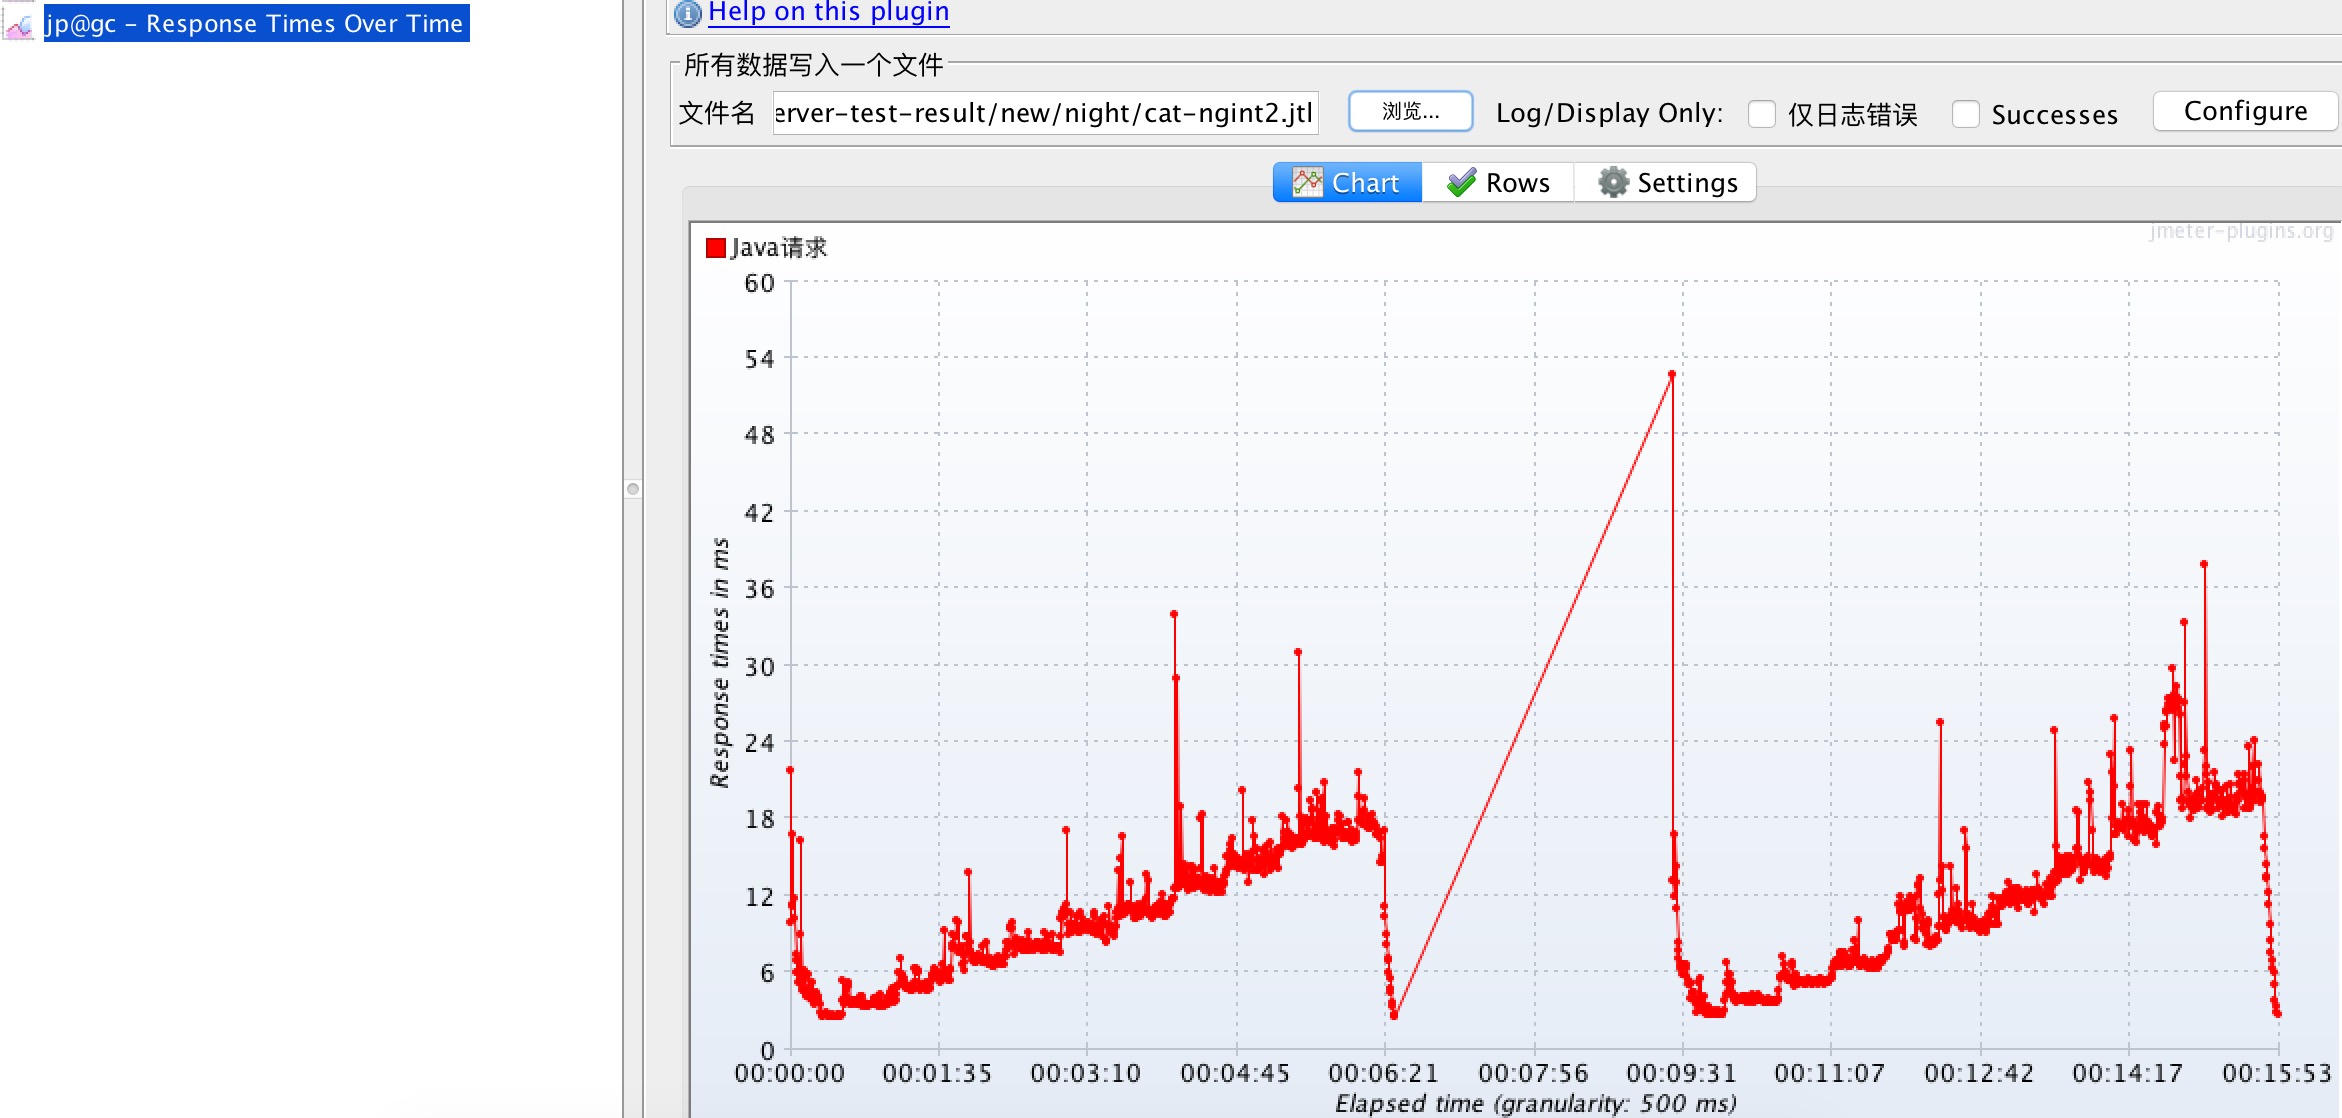 jp@gc - Response Times Over Time
Help on this plugin
所有数据写入一个文件
文件名 erver-test-result/new/night/cat-ngint2.jtl 浏览... Log/Display Only: 仅日志错误 Successes Configure
Chart Rows Settings
jmeter-plugins.org
Java请求
60
54
48
42
36
30
24
18
12
6
0
Response times in ms
00:00:00 00:01:35 00:03:10 00:04:45 00:06:21 00:07:56 00:09:31 00:11:07 00:12:42 00:14:17 00:15:53
Elapsed time (granularity: 500 ms)